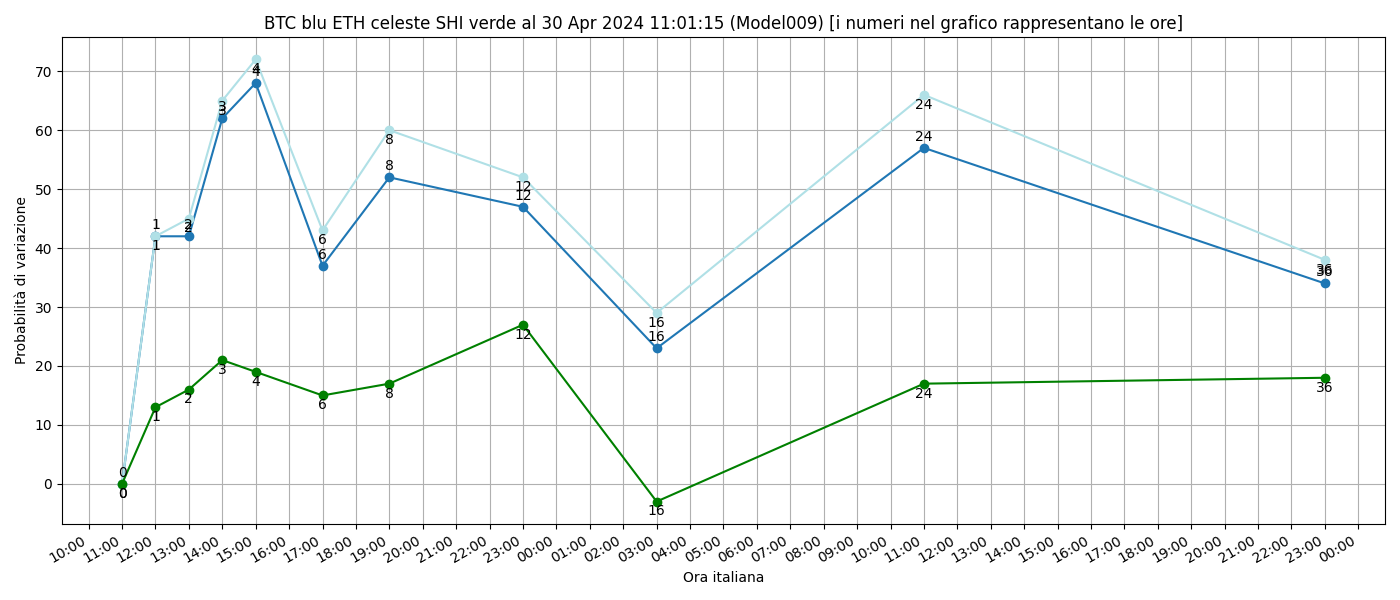 BTC blu ETH celeste SHI verde al 30 Apr 2024 11:01:15 (Model009) [i numeri nel grafico rappresentano le ore]
Probabilità di variazione
70
60
50
40
30
20
10
0
0 1 2 3 4 6 8 12 16 24 36
0 1 2 3 4 6 8 12 16 24 36
0 1 2 3 4 6 8 12 16 24 36
10:00 11:00 12:00 13:00 14:00 15:00 16:00 17:00 18:00 19:00 20:00 21:00 22:00 23:00 00:00 01:00 02:00 03:00 04:00 05:00 06:00 07:00 08:00 09:00 10:00 11:00 12:00 13:00 14:00 15:00 16:00 17:00 18:00 19:00 20:00 21:00 22:00 23:00 00:00
Ora italiana